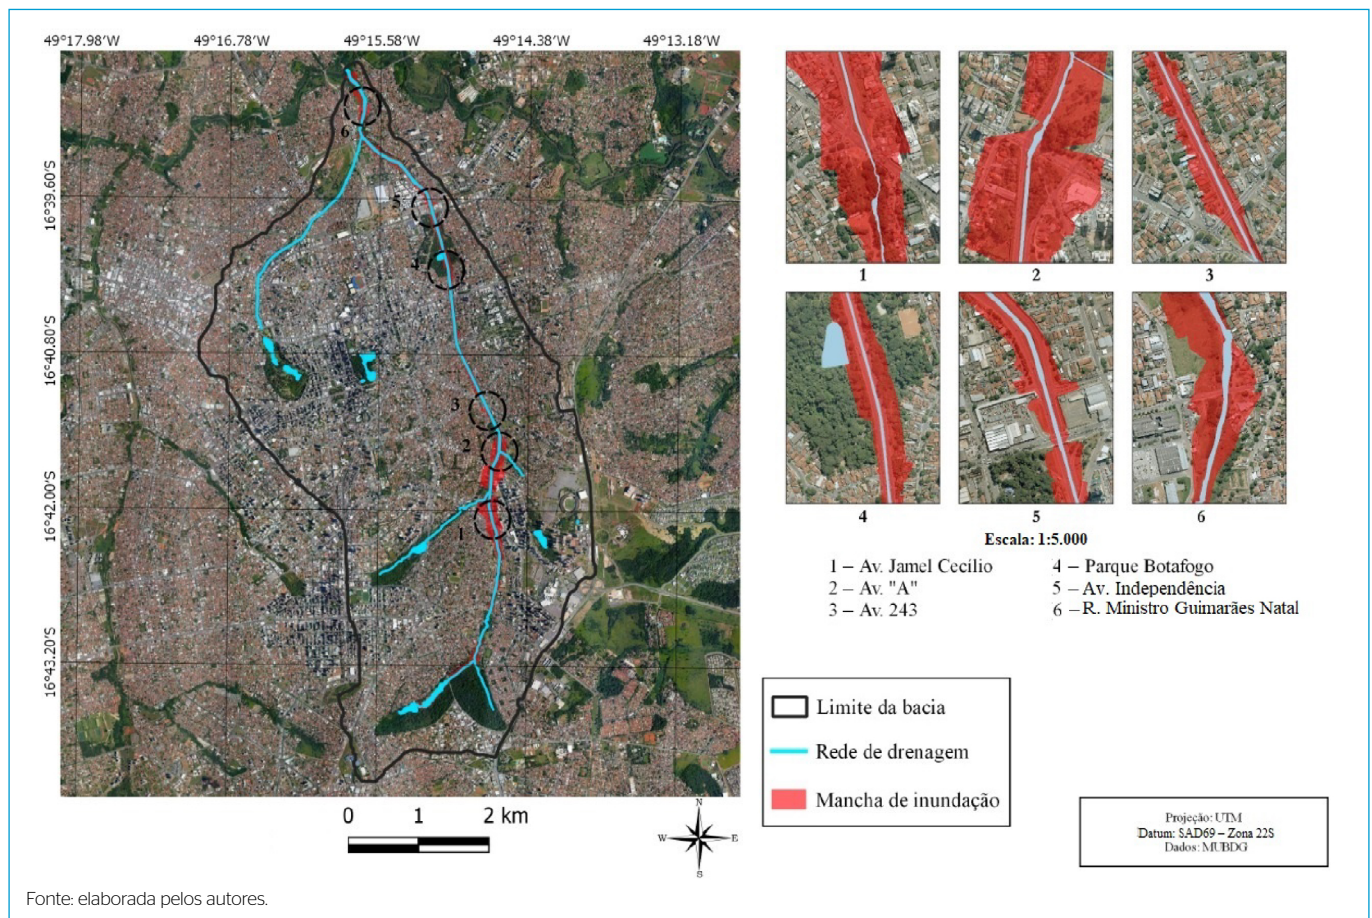 49°17.98'W 49°16.78'W 49°15.58'W 49°14.38'W 49°13.18'W
16°39.60'S
16°40.80'S
16°42.00'S
16°43.20'S
6
5
4
3
2
1
0 1 2 km
N
W E
S
1 2 3
4 5 6
Escala: 1:5.000
1 – Av. Jamel Cecílio
2 – Av. "A"
3 – Av. 243
4 – Parque Botafogo
5 – Av. Independência
6 – R. Ministro Guimarães Natal
Limite da bacia
Rede de drenagem
Mancha de inundação
Projeção: UTM
Datum: SAD69 – Zona 22S
Dados: MUBDG
Fonte: elaborada pelos autores.